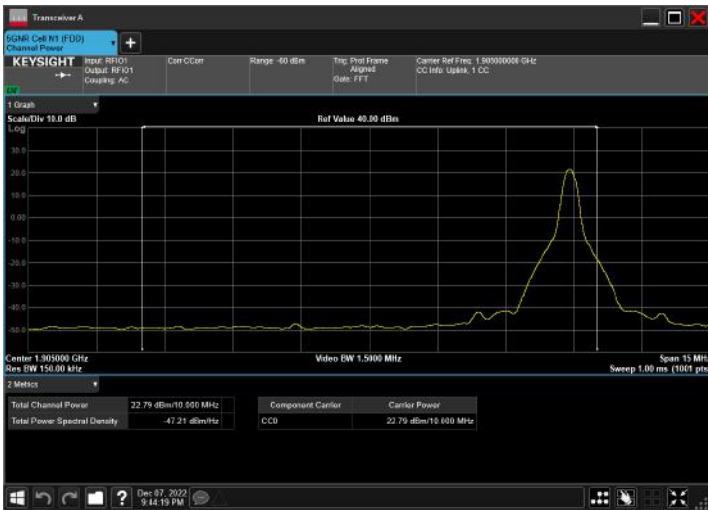 Transceiver A
5GNR Cell N1 (FDD)
Channel Power
KEYSIGHT
Input: RFIO1
Output: RFIO1
Coupling: AC
Corr CCorr
Range -60 dBm
Trig: Prot Frame
Aligned
Gate: FFT
Carrier Ref Freq: 1.905000000 GHz
CC Info: Uplink, 1 CC
1 Graph
Scale/Div 10.0 dB
Ref Value 40.00 dBm
Log
30.0
20.0
10.0
0.00
-10.0
-20.0
-30.0
-40.0
-50.0
Center 1.905000 GHz
Video BW 1.5000 MHz
Span 15 MHz
Res BW 150.00 kHz
Sweep 1.00 ms (1001 pts
2 Metrics
Total Channel Power 22.79 dBm/10.000 MHz
Total Power Spectral Density -47.21 dBm/Hz
Component Carrier Carrier Power
CC0 22.79 dBm/10.000 MHz
Dec 07, 2022
9:44:19 PM